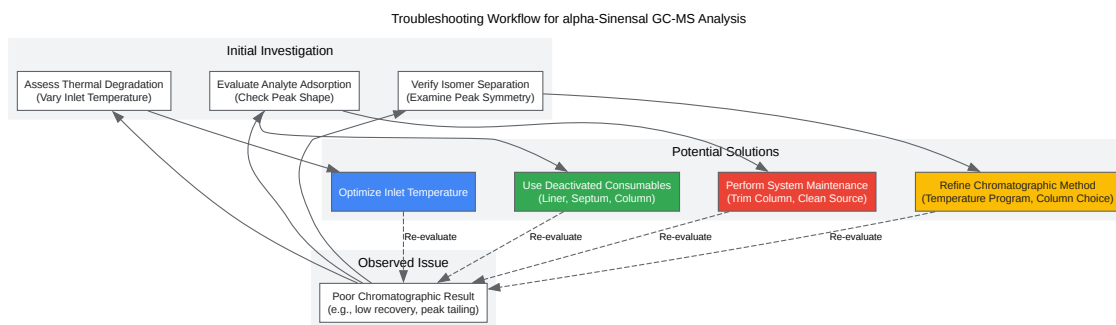 Troubleshooting Workflow for alpha-Sinensal GC-MS Analysis
Initial Investigation
Assess Thermal Degradation
(Vary Inlet Temperature)
Evaluate Analyte Adsorption
(Check Peak Shape)
Verify Isomer Separation
(Examine Peak Symmetry)
Potential Solutions
Optimize Inlet Temperature
Use Deactivated Consumables
(Liner, Septum, Column)
Perform System Maintenance
(Trim Column, Clean Source)
Refine Chromatographic Method
(Temperature Program, Column Choice)
Re-evaluate
Re-evaluate
Re-evaluate
Re-evaluate
Observed Issue
Poor Chromatographic Result
(e.g., low recovery, peak tailing)